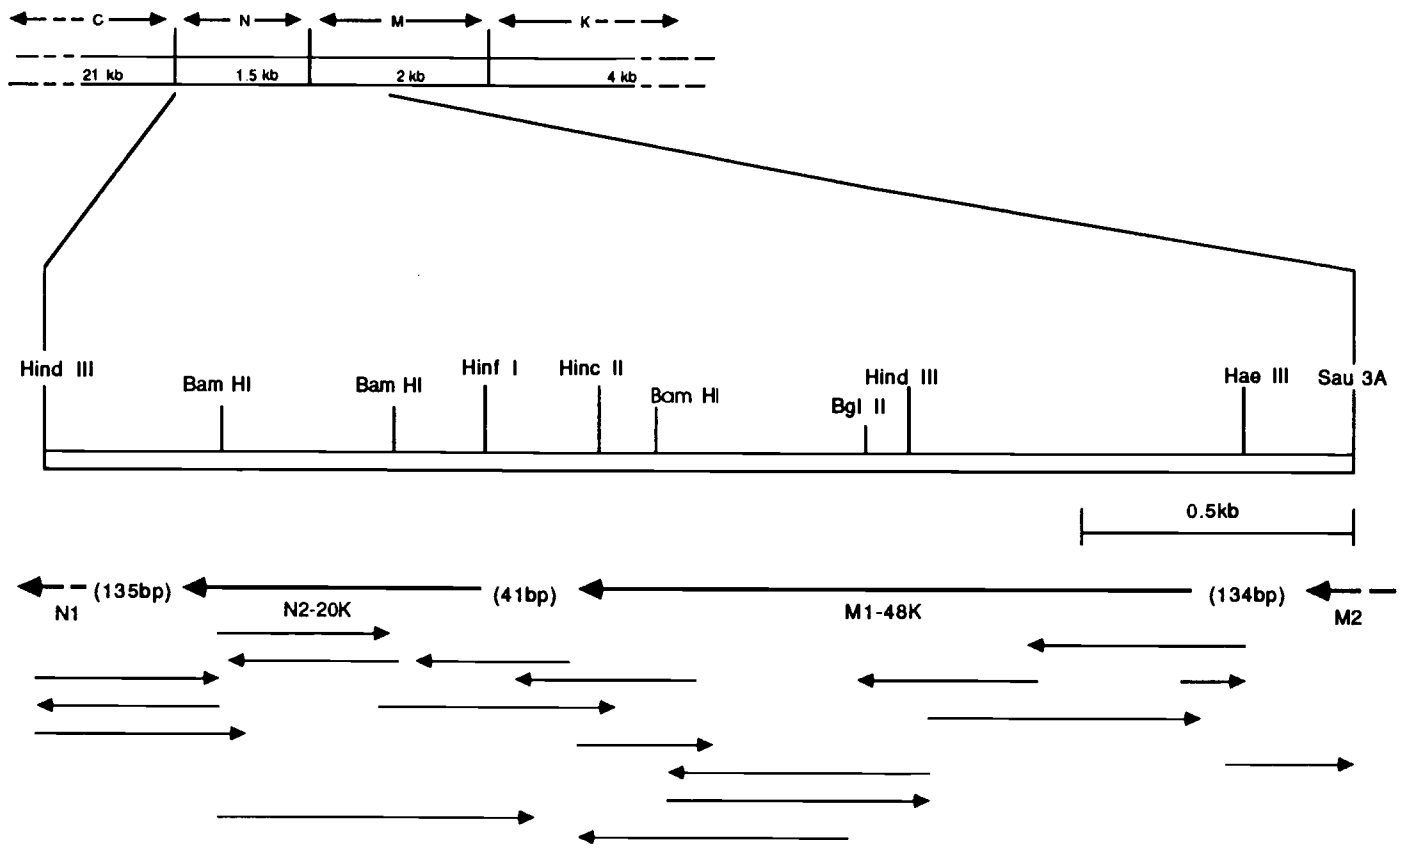 C N M K
21 kb 1.5 kb 2 kb 4 kb
Hind III Bam HI Bam HI Hinf I Hinc II Bam HI Bgl II Hind III Hae III Sau 3A
0.5kb
(135bp) (41bp) (134bp)
N1 N2-20K M1-48K M2